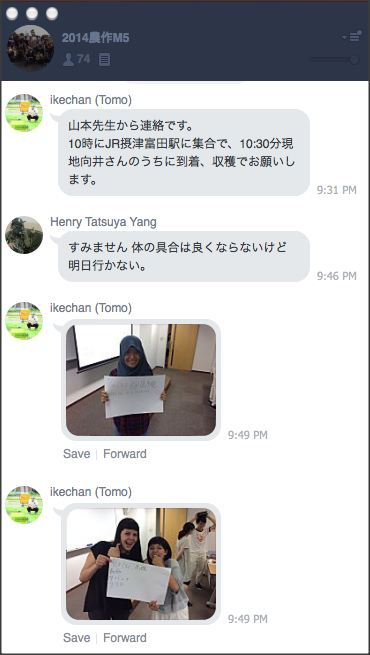 2014農作M5
74
ikechan (Tomo)
山本先生から連絡です。
10時にJR摂津富田駅に集合で、10:30分現
地向井さんのうちに到着、収穫でお願いし
ます。
9:31 PM
Henry Tatsuya Yang
すみません 体の具合は良くならないけど
明日行かない。
9:46 PM
ikechan (Tomo)
9:49 PM
Save
Forward
ikechan (Tomo)
9:49 PM
Save
Forward